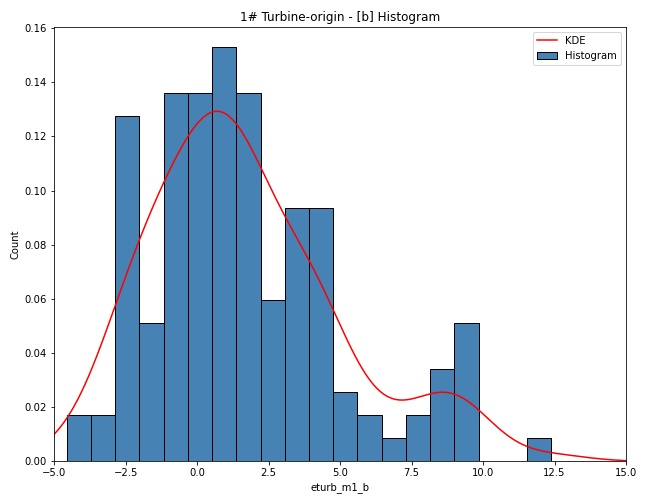 1# Turbine-origin - [b] Histogram
KDE
Histogram
0.16
0.14
0.12
0.10
0.08
0.06
0.04
0.02
0.00
Count
−5.0 −2.5 0.0 2.5 5.0 7.5 10.0 12.5 15.0
eturb_m1_b